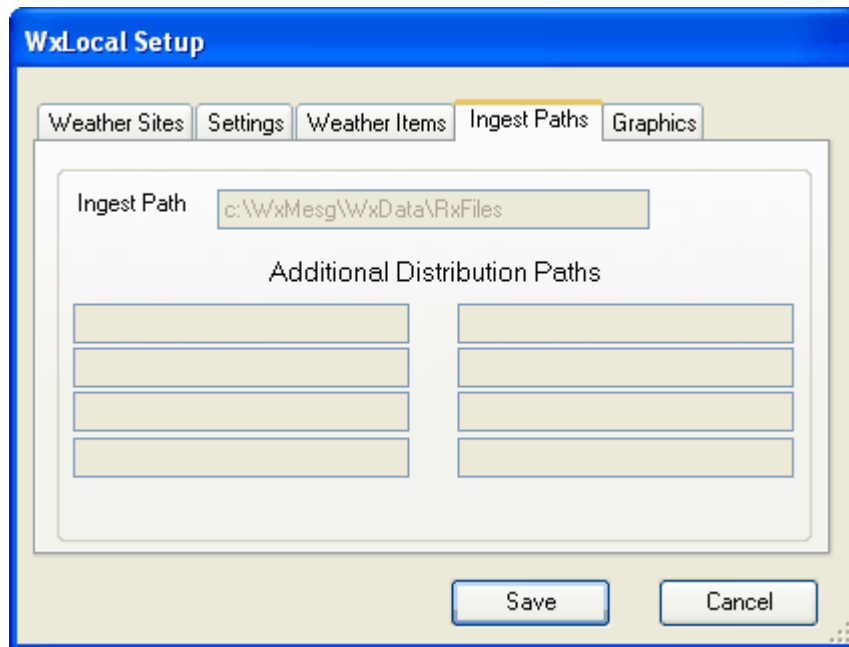 WxLocal Setup
Weather Sites Settings Weather Items Ingest Paths Graphics
Ingest Path c:\WxMesg\WxData\RxFiles
Additional Distribution Paths
Save Cancel